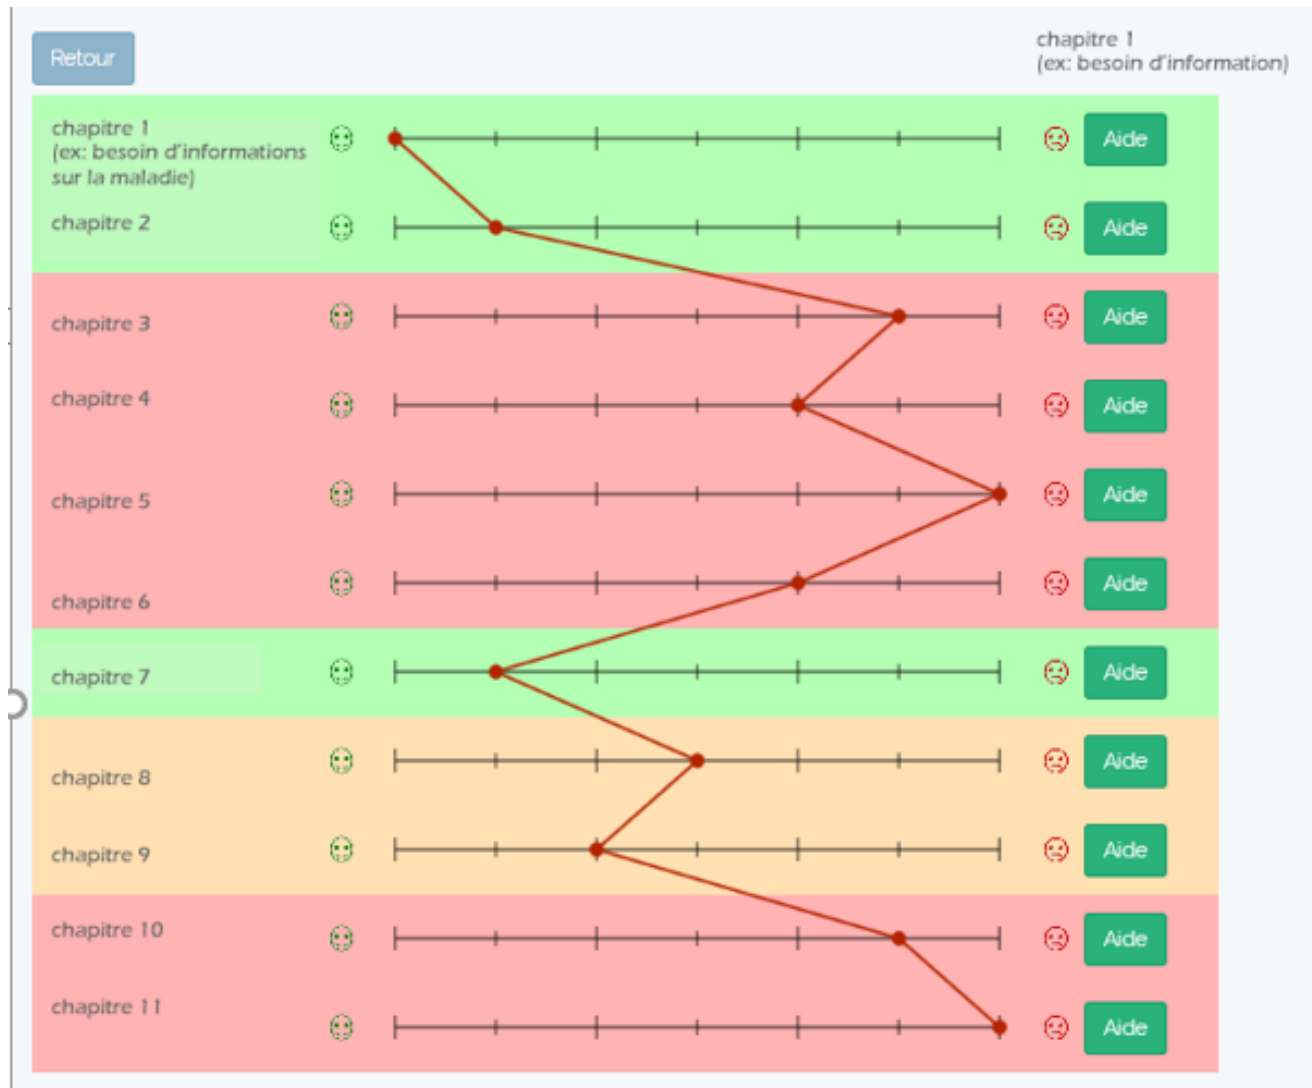 Retour
chapitre 1
(ex: besoin d'information)
chapitre 1
(ex: besoin d'informations
sur la maladie)
Aide
chapitre 2
Aide
chapitre 3
Aide
chapitre 4
Aide
chapitre 5
Aide
chapitre 6
Aide
chapitre 7
Aide
chapitre 8
Aide
chapitre 9
Aide
chapitre 10
Aide
chapitre 11
Aide